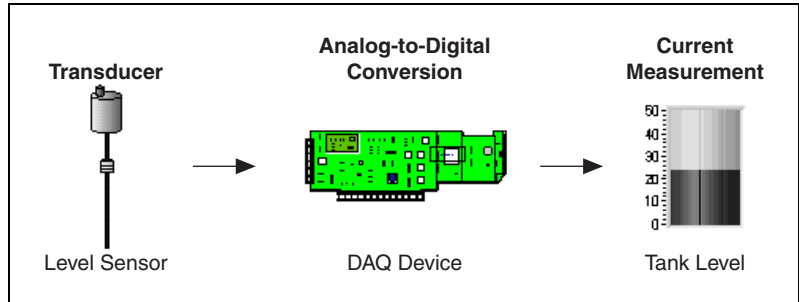 Transducer
Analog-to-Digital
Conversion
Current
Measurement
50
40
30
20
10
0
Level Sensor
DAQ Device
Tank Level